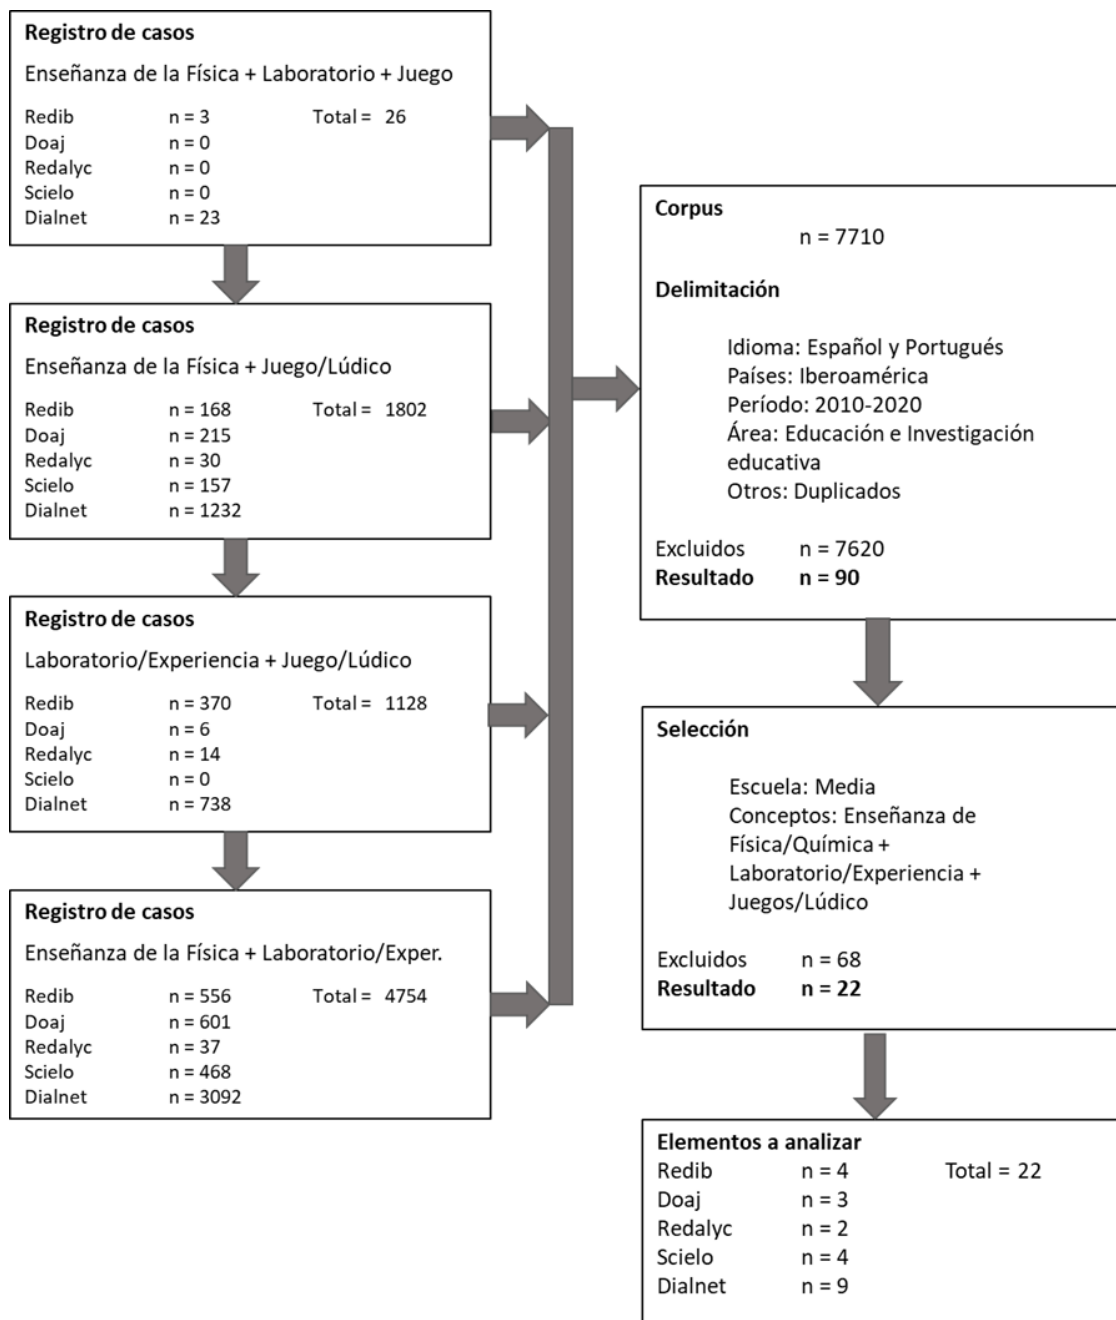 Registro de casos
Enseñanza de la Física + Laboratorio + Juego
Redib n = 3 Total = 26
Doaj n = 0
Redalyc n = 0
Scielo n = 0
Dialnet n = 23
Registro de casos
Enseñanza de la Física + Juego/Lúdico
Redib n = 168 Total = 1802
Doaj n = 215
Redalyc n = 30
Scielo n = 157
Dialnet n = 1232
Registro de casos
Laboratorio/Experiencia + Juego/Lúdico
Redib n = 370 Total = 1128
Doaj n = 6
Redalyc n = 14
Scielo n = 0
Dialnet n = 738
Registro de casos
Enseñanza de la Física + Laboratorio/Exper.
Redib n = 556 Total = 4754
Doaj n = 601
Redalyc n = 37
Scielo n = 468
Dialnet n = 3092
Corpus
n = 7710
Delimitación
Idioma: Español y Portugués
Países: Iberoamérica
Período: 2010-2020
Área: Educación e Investigación
educativa
Otros: Duplicados
Excluidos n = 7620
Resultado n = 90
Selección
Escuela: Media
Conceptos: Enseñanza de
Física/Química +
Laboratorio/Experiencia +
Juegos/Lúdico
Excluidos n = 68
Resultado n = 22
Elementos a analizar
Redib n = 4 Total = 22
Doaj n = 3
Redalyc n = 2
Scielo n = 4
Dialnet n = 9